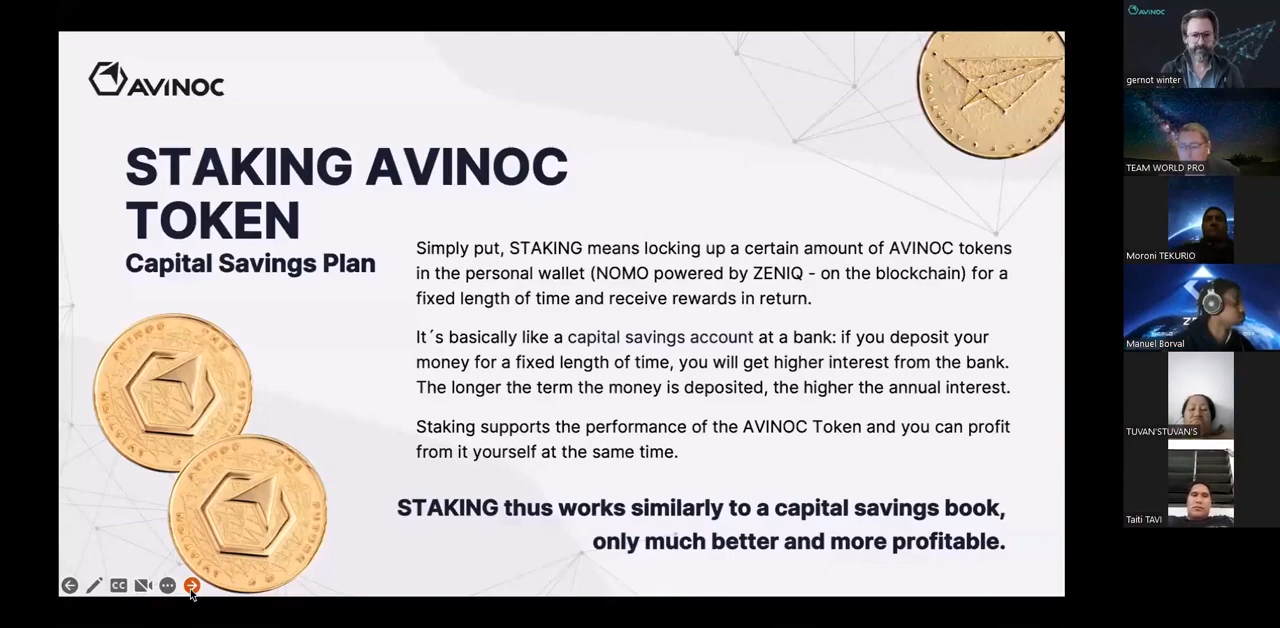 AVINOC
STAKING AVINOC
TOKEN
Capital Savings Plan
Simply put, STAKING means locking up a certain amount of AVINOC tokens
in the personal wallet (NOMO powered by ZENIQ - on the blockchain) for a
fixed length of time and receive rewards in return.
It´s basically like a capital savings account at a bank: if you deposit your
money for a fixed length of time, you will get higher interest from the bank.
The longer the term the money is deposited, the higher the annual interest.
Staking supports the performance of the AVINOC Token and you can profit
from it yourself at the same time.
STAKING thus works similarly to a capital savings book,
only much better and more profitable.
CC
AVINOC
gernot winter
TEAM WORLD PRO
Moroni TEKURIO
Manuel Borval
TUVAN'STUVAN'S
Taiti TAVI